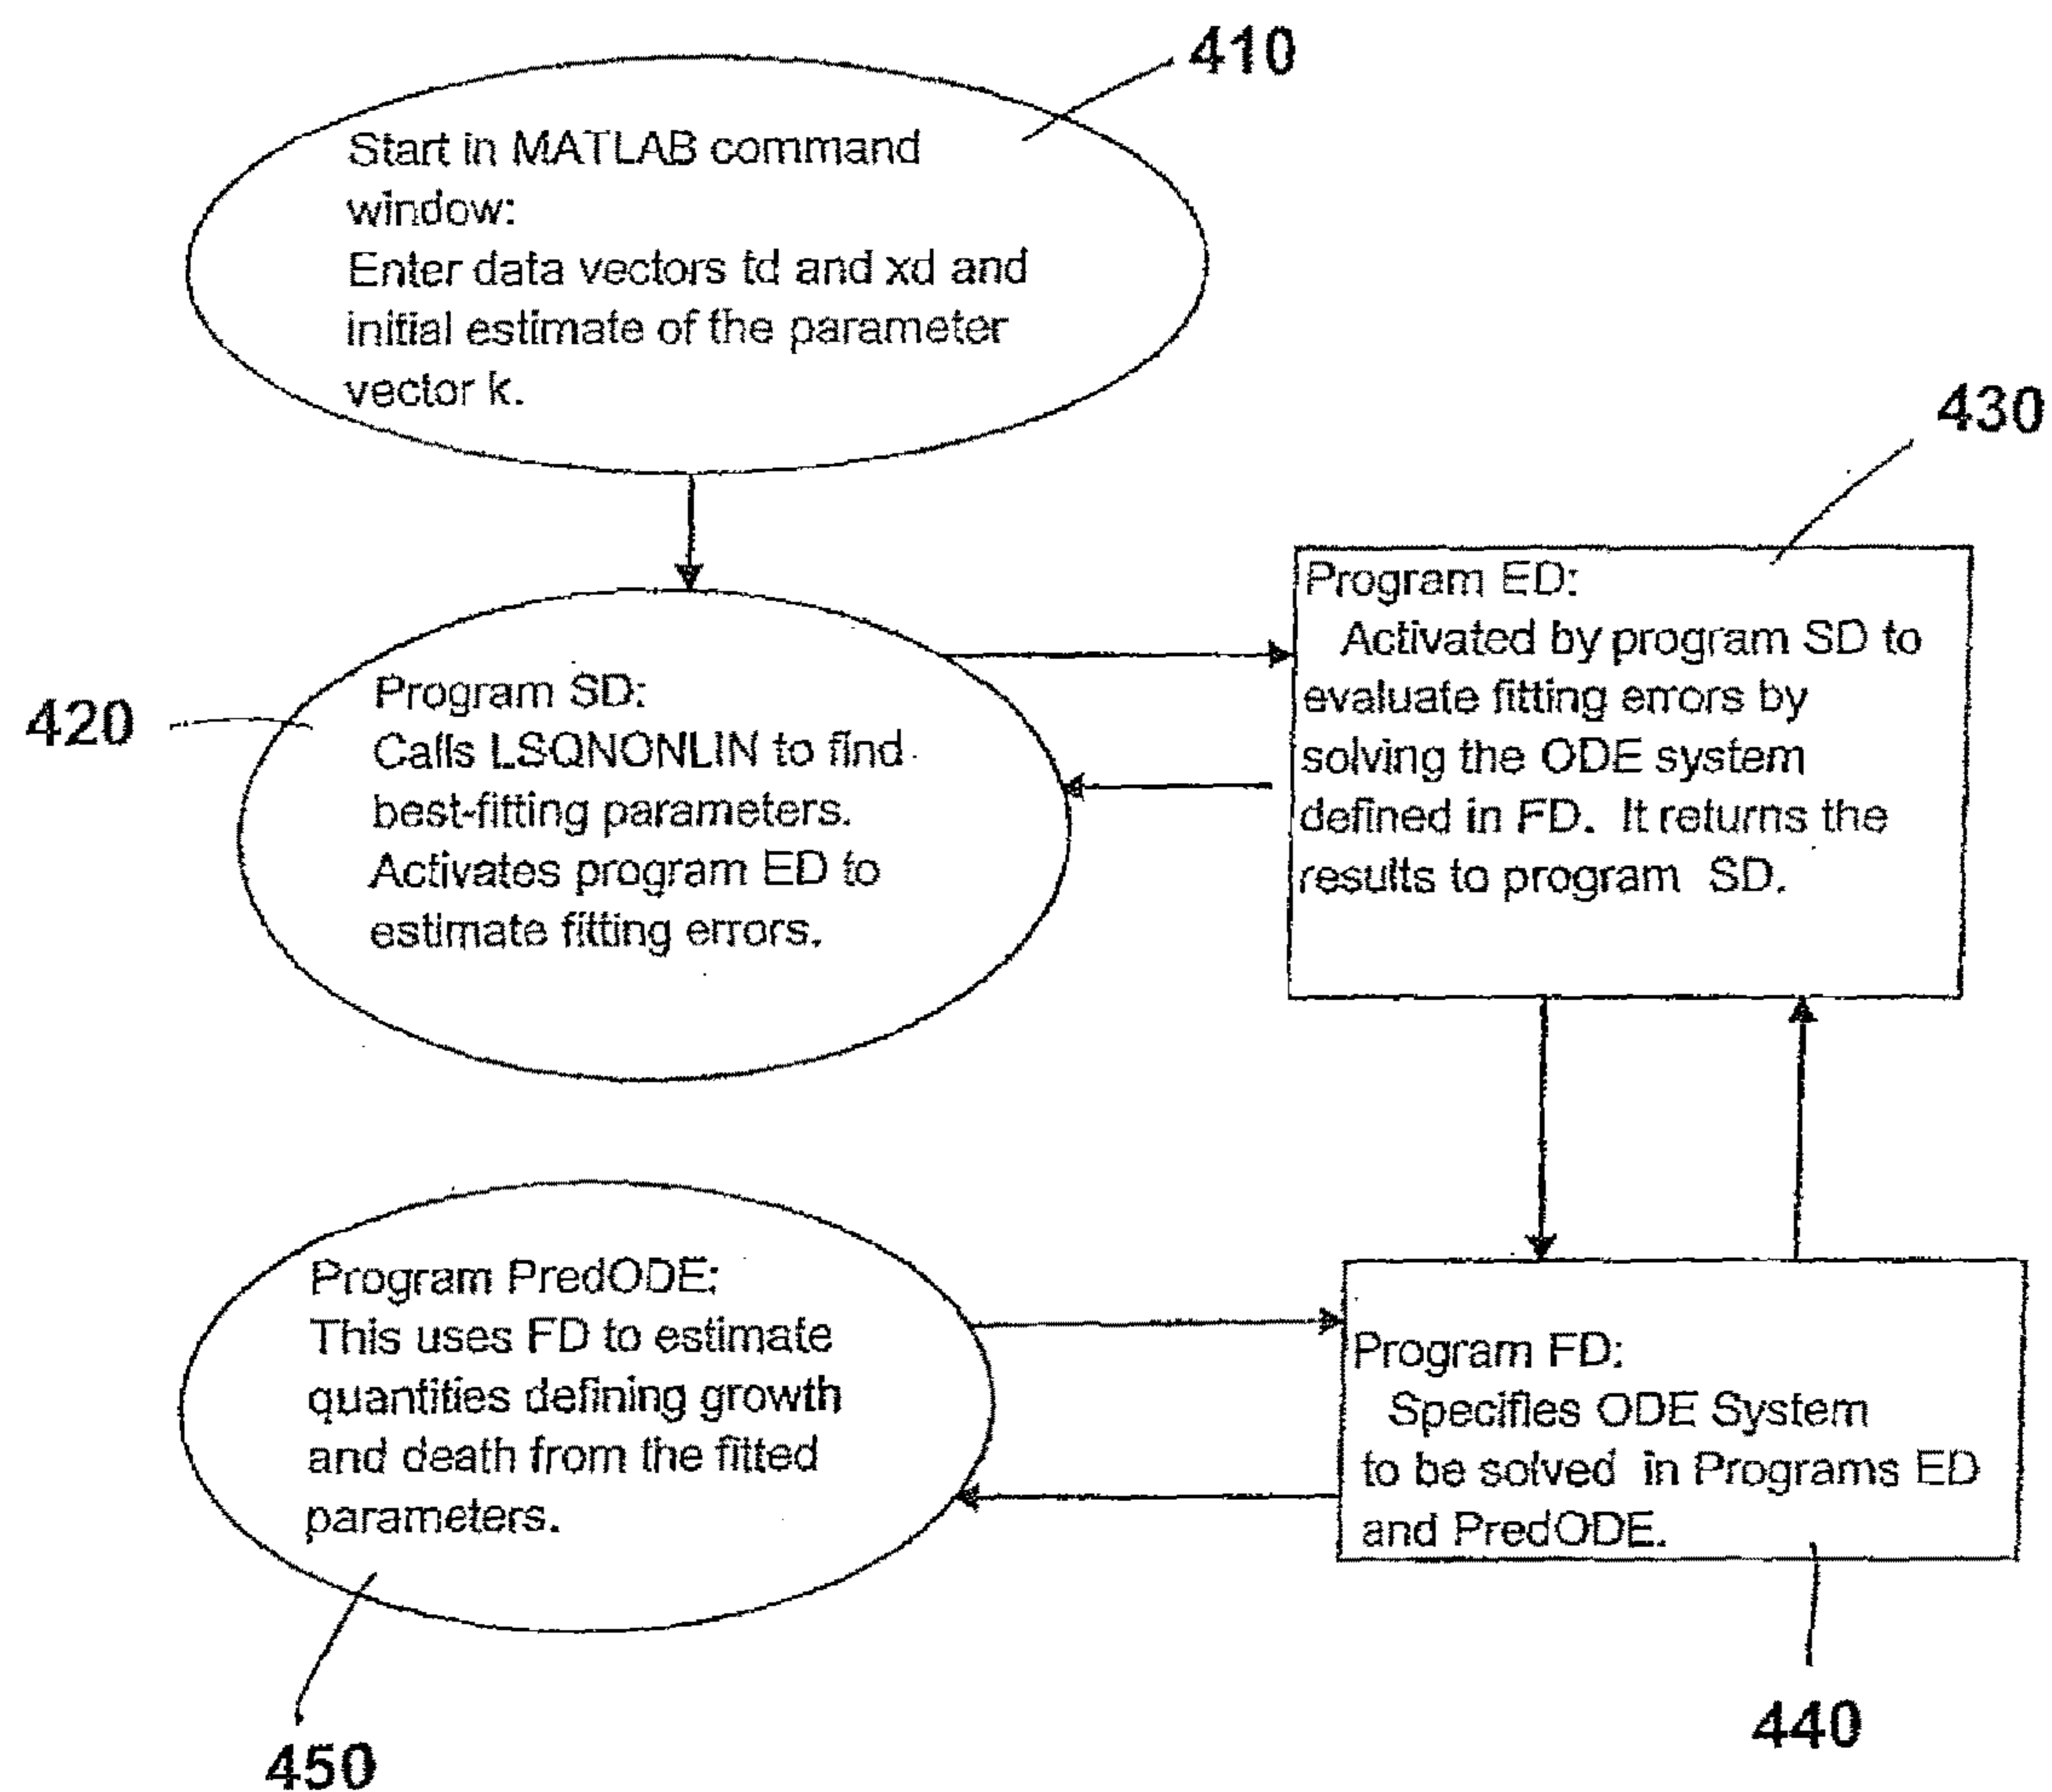 410
Start in MATLAB command
window:
Enter data vectors td and xd and
initial estimate of the parameter
vector k.
430
Program ED:
Activated by program SD to
evaluate fitting errors by
solving the ODE system
defined in FD. It returns the
results to program SD.
420
Program SD:
Calls LSQNONLIN to find
best-fitting parameters.
Activates program ED to
estimate fitting errors.
Program PredODE:
This uses FD to estimate
quantities defining growth
and death from the fitted
parameters.
Program FD:
Specifies ODE System
to be solved in Programs ED
and PredODE.
440
450